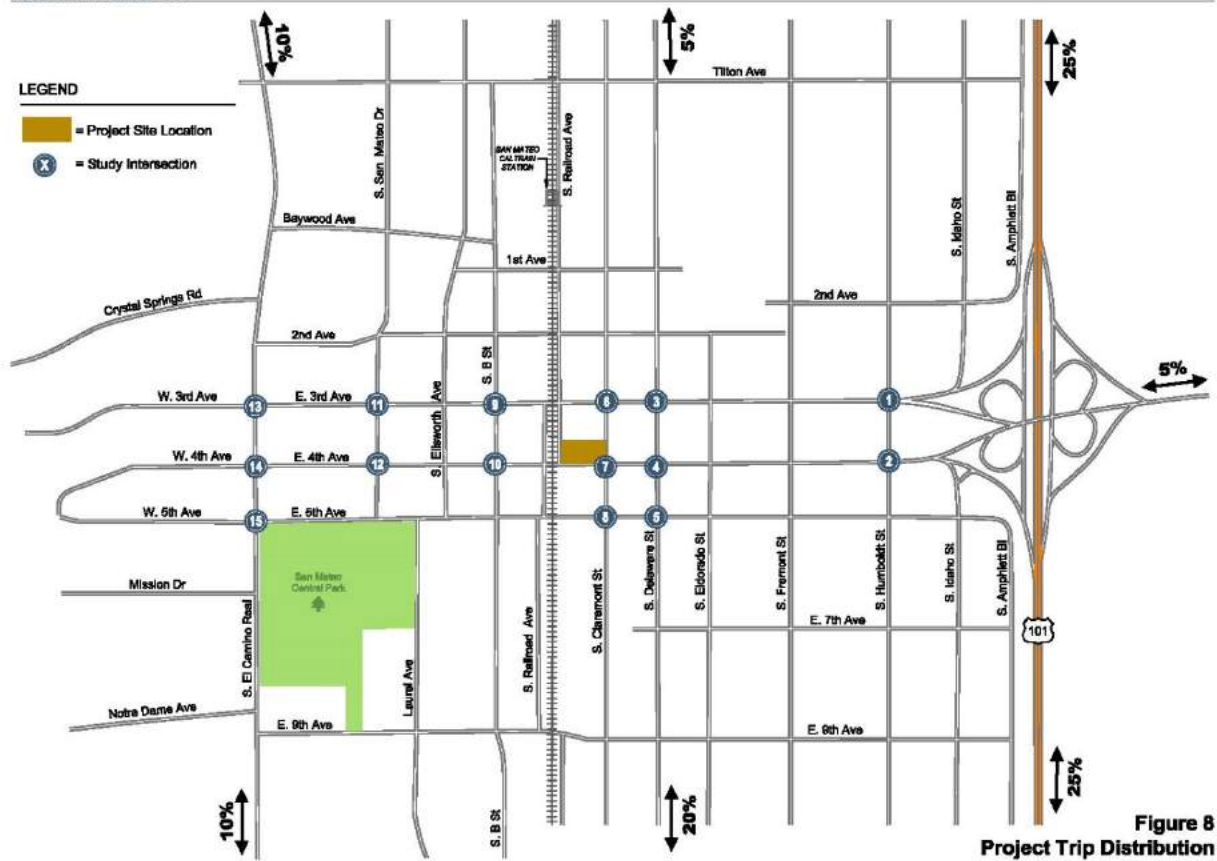 10%
5%
25%
Tilton Ave
LEGEND
= Project Site Location
X = Study Intersection
S. San Mateo Dr
SAN MATEO
CALTRAIN
STATION
S. Railroad Ave
Baywood Ave
1st Ave
S. Idaho St
S. Amphlett Bl
Crystal Springs Rd
2nd Ave
2nd Ave
S. B St
S. Ellsworth Ave
5%
W. 3rd Ave
13
E. 3rd Ave
11
9
6
3
1
W. 4th Ave
14
E. 4th Ave
12
10
7
4
2
W. 5th Ave
15
E. 5th Ave
8
5
San Mateo
Central Park
Mission Dr
S. El Camino Real
Laurel Ave
S. Railroad Ave
S. Claremont St
S. Delaware St
S. Eldorado St
S. Fremont St
S. Humboldt St
S. Idaho St
S. Amphlett Bl
E. 7th Ave
101
Notre Dame Ave
E. 9th Ave
E. 9th Ave
10%
S. B St
20%
25%
Figure 8
Project Trip Distribution